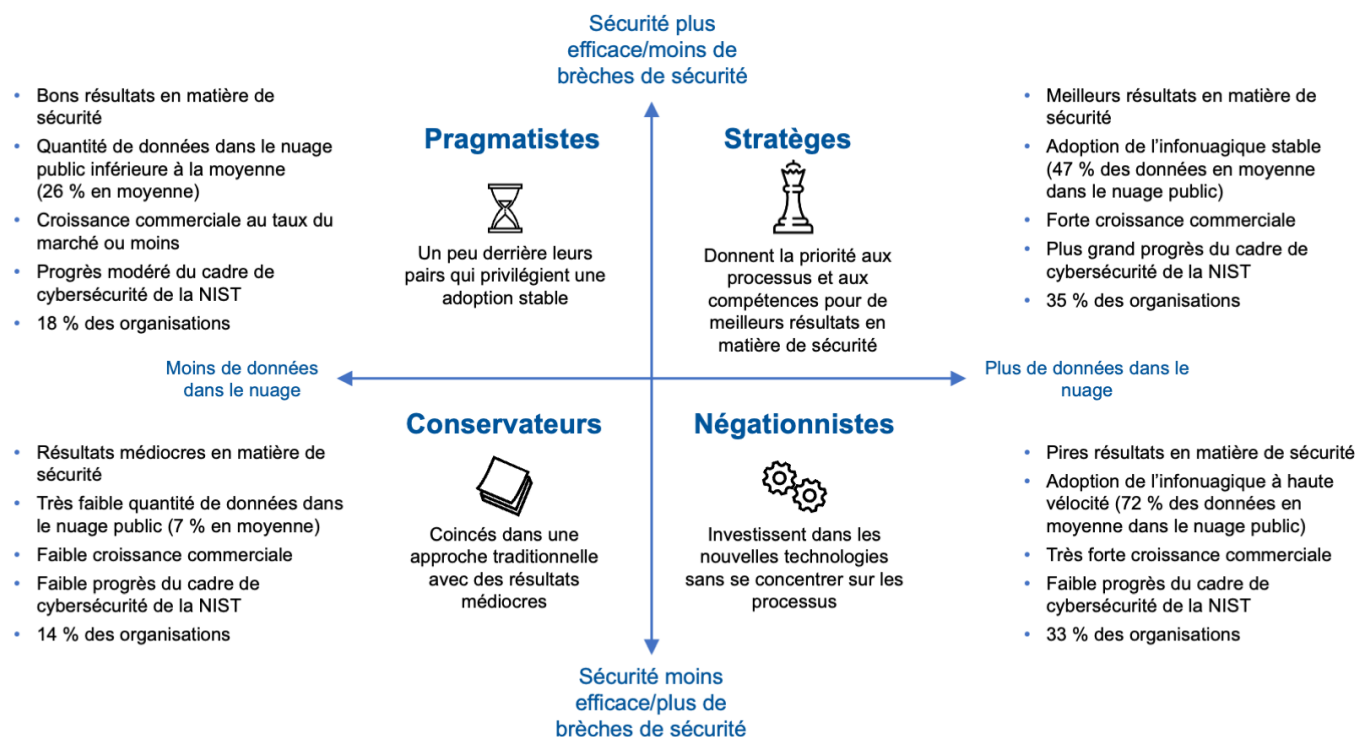 Sécurité plus
efficace/moins de
brèches de sécurité
• Bons résultats en matière de
sécurité
• Quantité de données dans le nuage
public inférieure à la moyenne
(26 % en moyenne)
• Croissance commerciale au taux du
marché ou moins
• Progrès modéré du cadre de
cybersécurité de la NIST
• 18 % des organisations
Pragmatistes
Un peu derrière leurs
pairs qui privilégient une
adoption stable
Stratèges
Donnent la priorité aux
processus et aux
compétences pour de
meilleurs résultats en
matière de sécurité
• Meilleurs résultats en matière de
sécurité
• Adoption de l’infonuagique stable
(47 % des données en moyenne
dans le nuage public)
• Forte croissance commerciale
• Plus grand progrès du cadre de
cybersécurité de la NIST
• 35 % des organisations
Moins de données
dans le nuage
Plus de données dans le
nuage
• Résultats médiocres en matière de
sécurité
• Très faible quantité de données dans
le nuage public (7 % en moyenne)
• Faible croissance commerciale
• Faible progrès du cadre de
cybersécurité de la NIST
• 14 % des organisations
Conservateurs
Coincés dans une
approche traditionnelle
avec des résultats
médiocres
Négationnistes
Investissent dans les
nouvelles technologies
sans se concentrer sur les
processus
• Pires résultats en matière de sécurité
• Adoption de l’infonuagique à haute
vélocité (72 % des données en
moyenne dans le nuage public)
• Très forte croissance commerciale
• Faible progrès du cadre de
cybersécurité de la NIST
• 33 % des organisations
Sécurité moins
efficace/plus de
brèches de sécurité